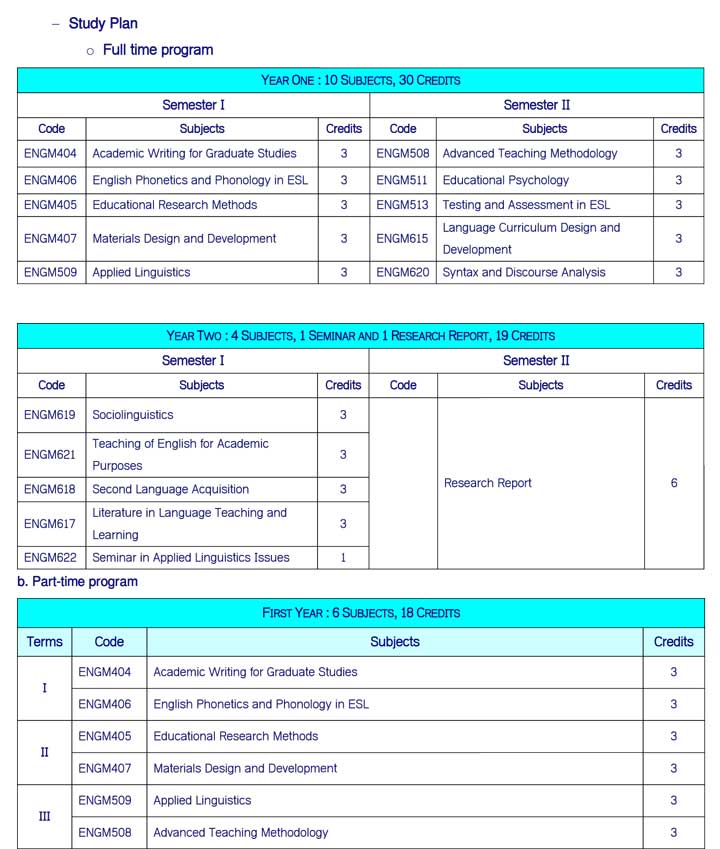 – Study Plan
o Full time program
YEAR ONE : 10 SUBJECTS, 30 CREDITS
Semester I Semester II
Code Subjects Credits Code Subjects Credits
ENGM404 Academic Writing for Graduate Studies 3 ENGM508 Advanced Teaching Methodology 3
ENGM406 English Phonetics and Phonology in ESL 3 ENGM511 Educational Psychology 3
ENGM405 Educational Research Methods 3 ENGM513 Testing and Assessment in ESL 3
ENGM407 Materials Design and Development 3 ENGM615 Language Curriculum Design and
Development 3
ENGM509 Applied Linguistics 3 ENGM620 Syntax and Discourse Analysis 3
YEAR TWO : 4 SUBJECTS, 1 SEMINAR AND 1 RESEARCH REPORT, 19 CREDITS
Semester I Semester II
Code Subjects Credits Code Subjects Credits
ENGM619 Sociolinguistics 3
ENGM621 Teaching of English for Academic
Purposes 3
ENGM618 Second Language Acquisition 3
Research Report 6
ENGM617 Literature in Language Teaching and
Learning 3
ENGM622 Seminar in Applied Linguistics Issues 1
b. Part-time program
FIRST YEAR : 6 SUBJECTS, 18 CREDITS
Terms Code Subjects Credits
I
ENGM404 Academic Writing for Graduate Studies 3
ENGM406 English Phonetics and Phonology in ESL 3
II
ENGM405 Educational Research Methods 3
ENGM407 Materials Design and Development 3
III
ENGM509 Applied Linguistics 3
ENGM508 Advanced Teaching Methodology 3